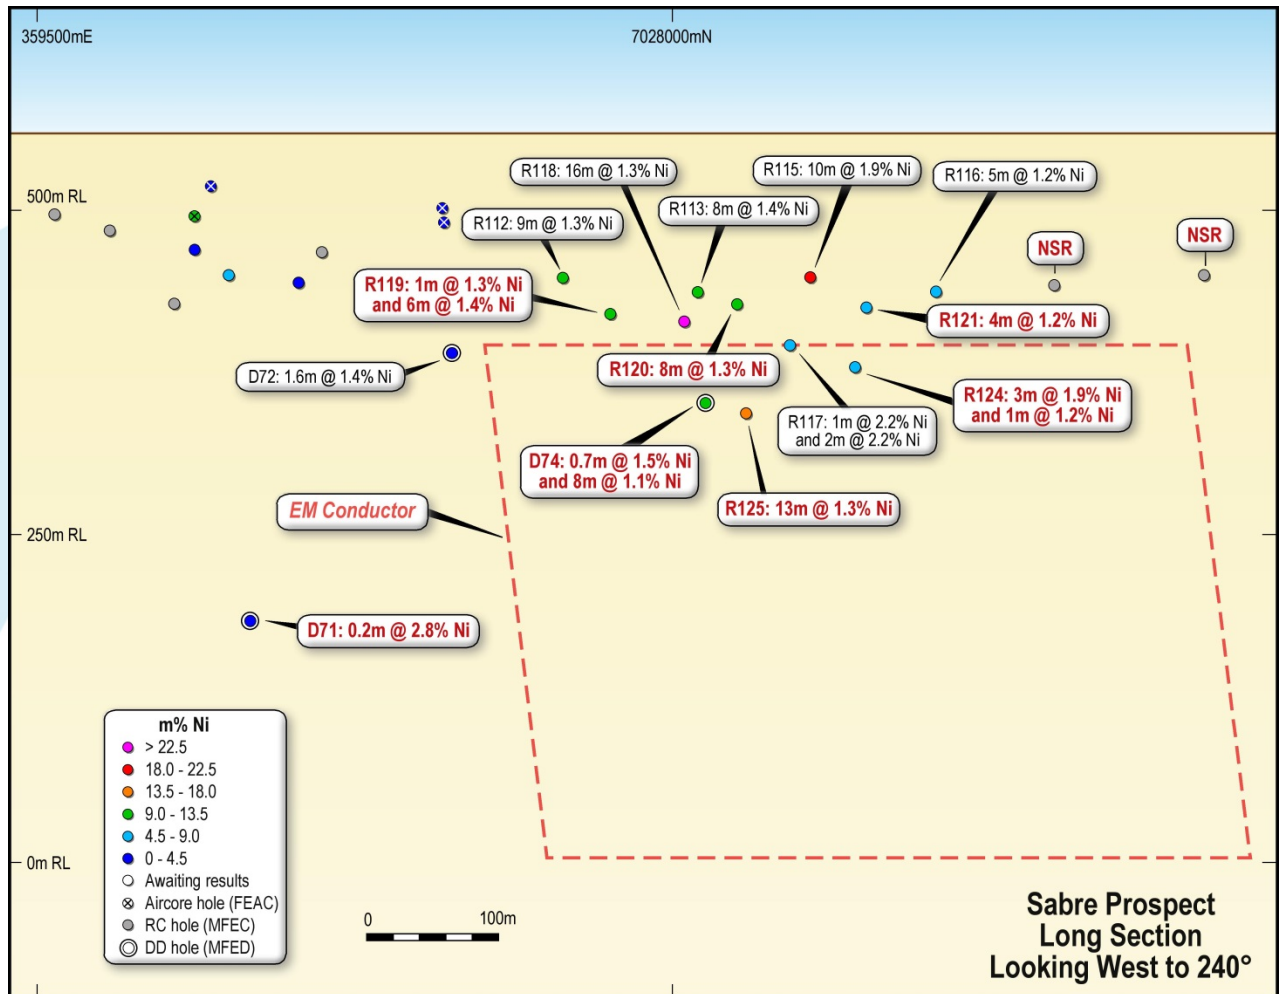 359500mE
7028000mN
500m RL
250m RL
0m RL
R118: 16m @ 1.3% Ni
R115: 10m @ 1.9% Ni
R116: 5m @ 1.2% Ni
R112: 9m @ 1.3% Ni
R113: 8m @ 1.4% Ni
NSR
NSR
R119: 1m @ 1.3% Ni
and 6m @ 1.4% Ni
R121: 4m @ 1.2% Ni
D72: 1.6m @ 1.4% Ni
R120: 8m @ 1.3% Ni
R124: 3m @ 1.9% Ni
and 1m @ 1.2% Ni
R117: 1m @ 2.2% Ni
and 2m @ 2.2% Ni
D74: 0.7m @ 1.5% Ni
and 8m @ 1.1% Ni
R125: 13m @ 1.3% Ni
EM Conductor
D71: 0.2m @ 2.8% Ni
m% Ni
> 22.5
18.0 - 22.5
13.5 - 18.0
9.0 - 13.5
4.5 - 9.0
0 - 4.5
Awaiting results
Aircore hole (FEAC)
RC hole (MFEC)
DD hole (MFED)
0 100m
Sabre Prospect
Long Section
Looking West to 240°